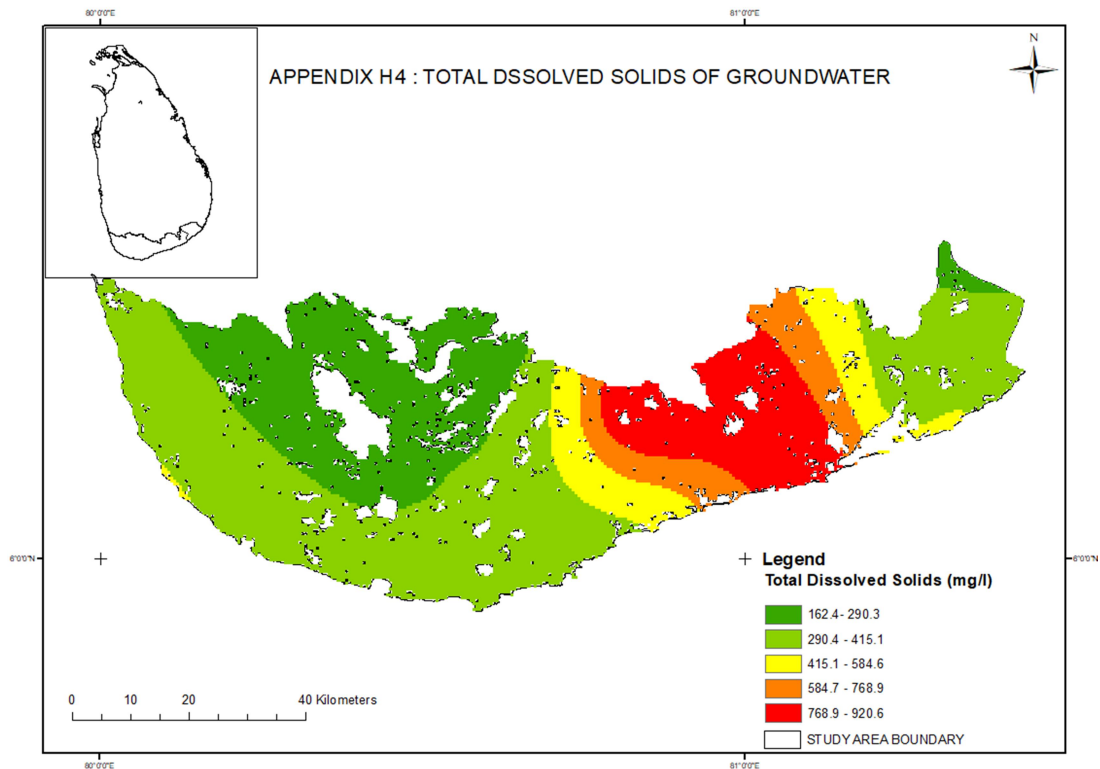 80°0'0"E
81°0'0"E
N
APPENDIX H4 : TOTAL DSSOLVED SOLIDS OF GROUNDWATER
6°0'0"N
6°0'0"N
Legend
Total Dissolved Solids (mg/l)
162.4 - 290.3
290.4 - 415.1
415.1 - 584.6
584.7 - 768.9
768.9 - 920.6
STUDY AREA BOUNDARY
0 10 20 40 Kilometers
80°0'0"E
81°0'0"E